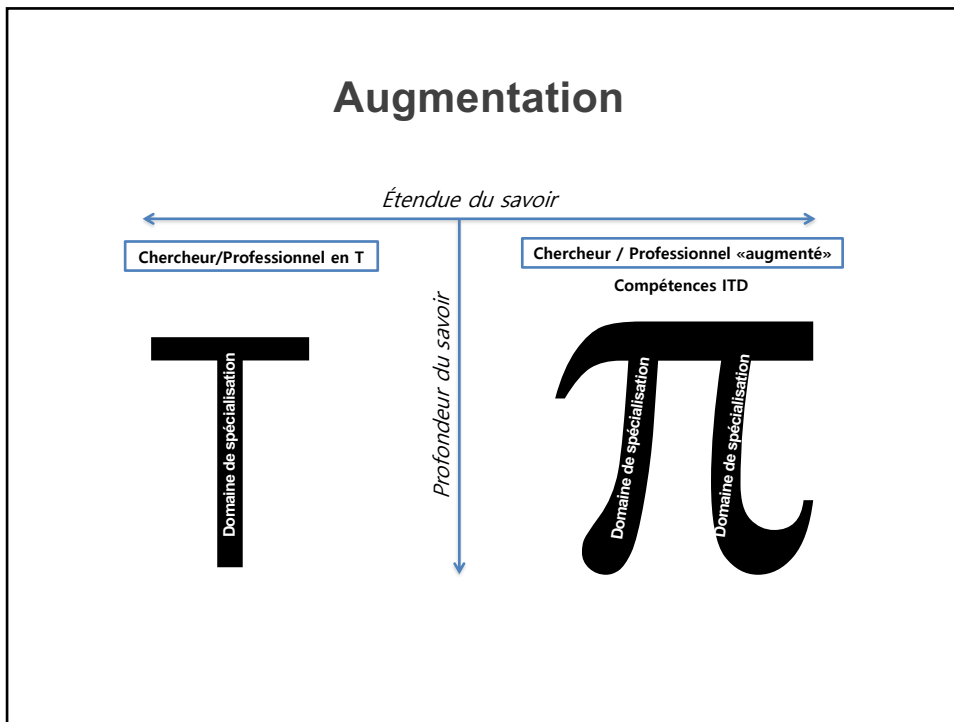 Augmentation
Étendue du savoir
Chercheur/Professionnel en T
Chercheur / Professionnel «augmenté»
Compétences ITD
Profondeur du savoir
Domaine de spécialisation
Domaine de spécialisation
Domaine de spécialisation